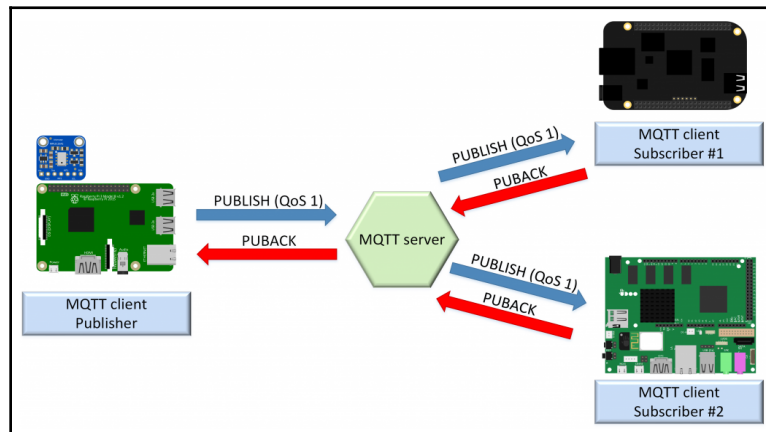 MQTT client
Subscriber #1
PUBLISH (QoS 1)
PUBACK
PUBLISH (QoS 1)
PUBACK
MQTT server
PUBLISH (QoS 1)
PUBACK
MQTT client
Publisher
MQTT client
Subscriber #2